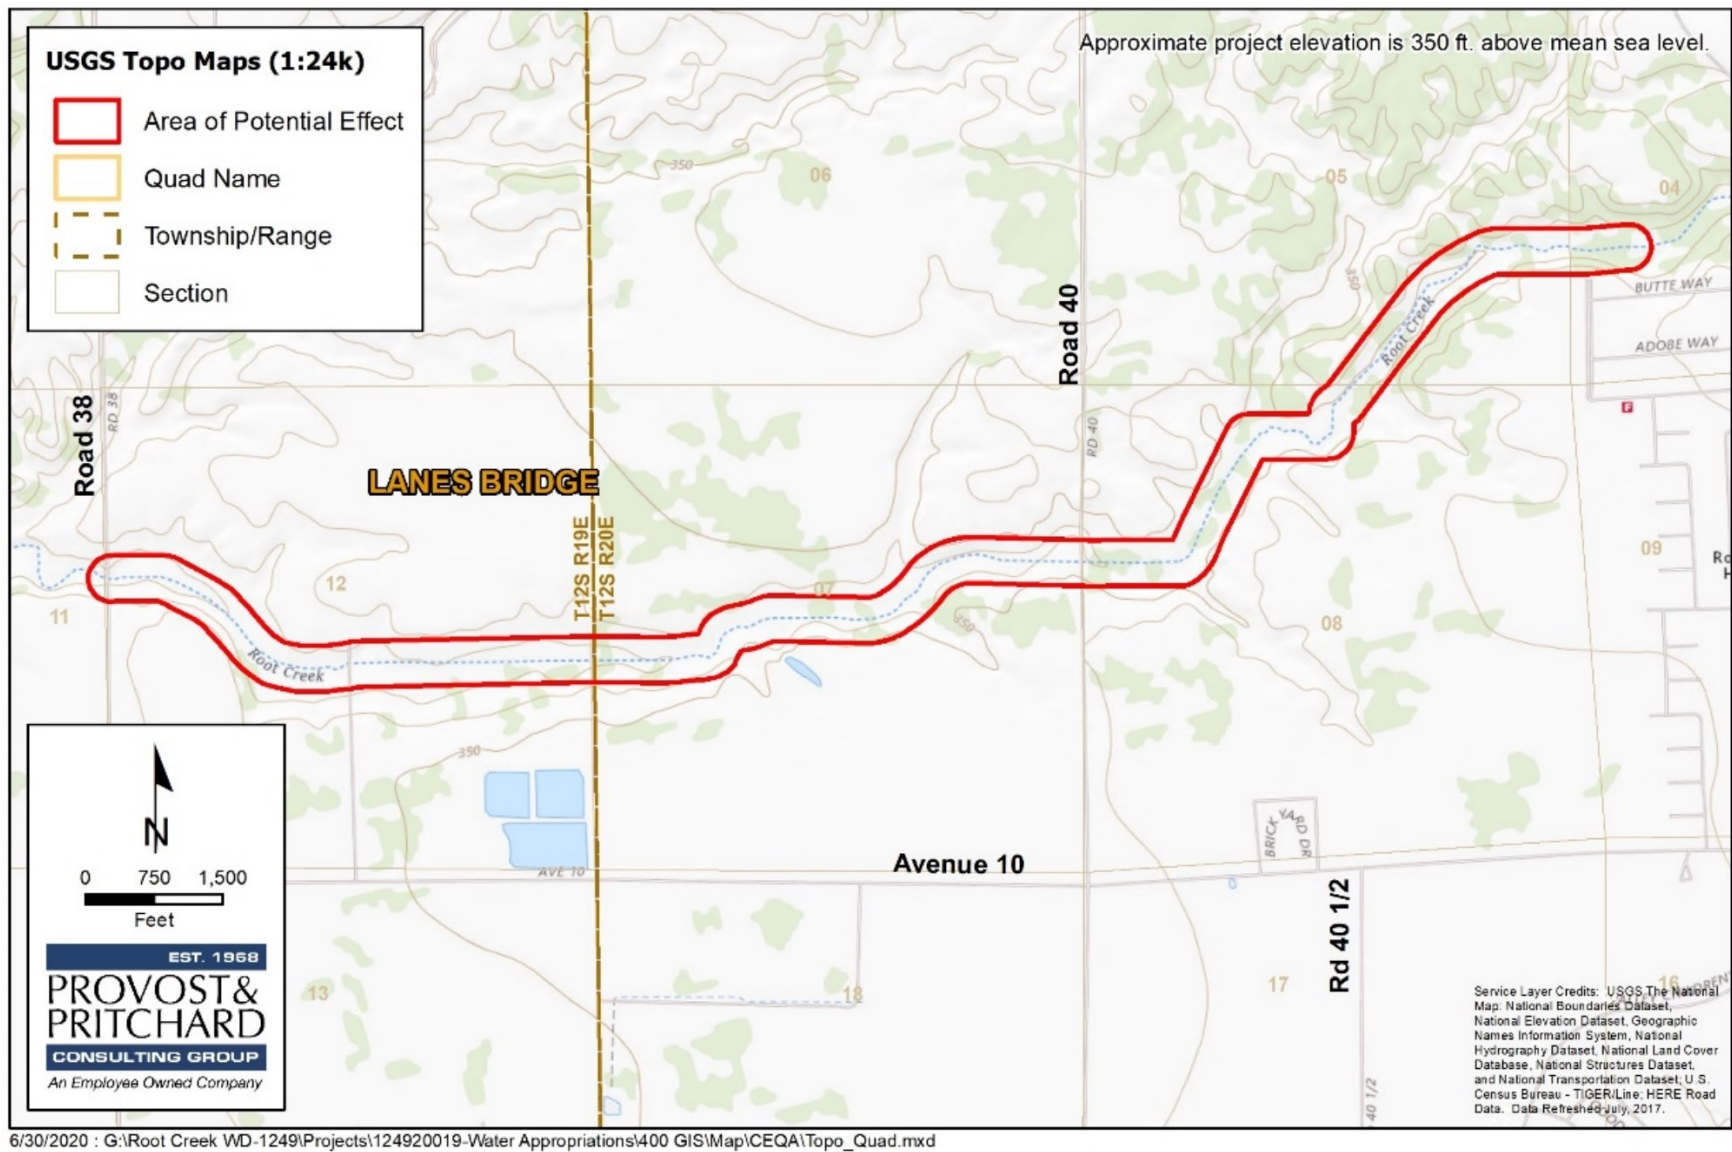 USGS Topo Maps (1:24k)
Area of Potential Effect
Quad Name
Township/Range
Section
Approximate project elevation is 350 ft. above mean sea level.
350
06
05
04
350
Road 40
Root Creek
BUTTE WAY
ADOBE WAY
F
Road 38
RD 38
RD 40
LANES BRIDGE
T12S R19E
T12S R20E
11
12
07
350
08
09
Root Creek
350
AVE 10
Avenue 10
BRICK YARD DR
Rd 40 1/2
40 1/2
13
18
17
16
N
0 750 1,500
Feet
EST. 1968
PROVOST&
PRITCHARD
CONSULTING GROUP
An Employee Owned Company
Service Layer Credits: USGS The National
Map: National Boundaries Dataset,
National Elevation Dataset, Geographic
Names Information System, National
Hydrography Dataset, National Land Cover
Database, National Structures Dataset,
and National Transportation Dataset; U.S.
Census Bureau - TIGER/Line; HERE Road
Data. Data Refreshed July, 2017.
6/30/2020 : G:\Root Creek WD-1249\Projects\124920019-Water Appropriations\400 GIS\Map\CEQA\Topo_Quad.mxd